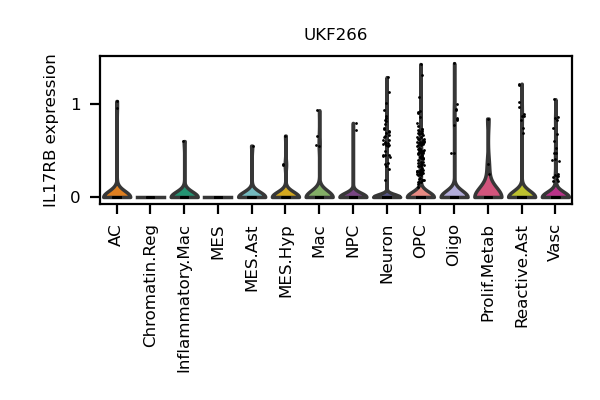 UKF266
IL17RB expression
1
0
AC
Chromatin.Reg
Inflammatory.Mac
MES
MES.Ast
MES.Hyp
Mac
NPC
Neuron
OPC
Oligo
Prolif.Metab
Reactive.Ast
Vasc